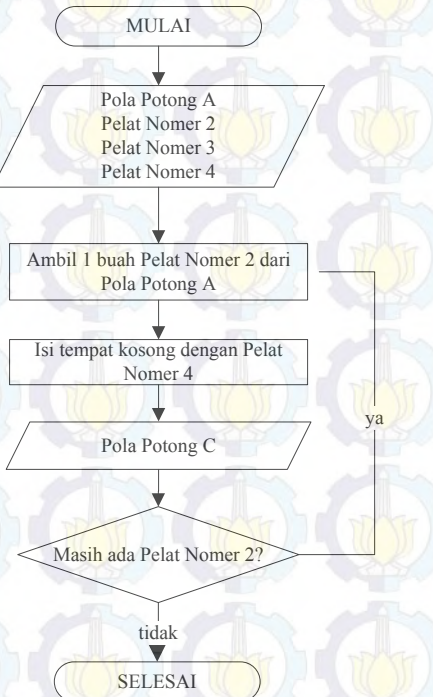 MULAI
Pola Potong A
Pelat Nomer 2
Pelat Nomer 3
Pelat Nomer 4
Ambil 1 buah Pelat Nomer 2 dari
Pola Potong A
Isi tempat kosong dengan Pelat
Nomer 4
ya
Pola Potong C
Masih ada Pelat Nomer 2?
tidak
SELESAI